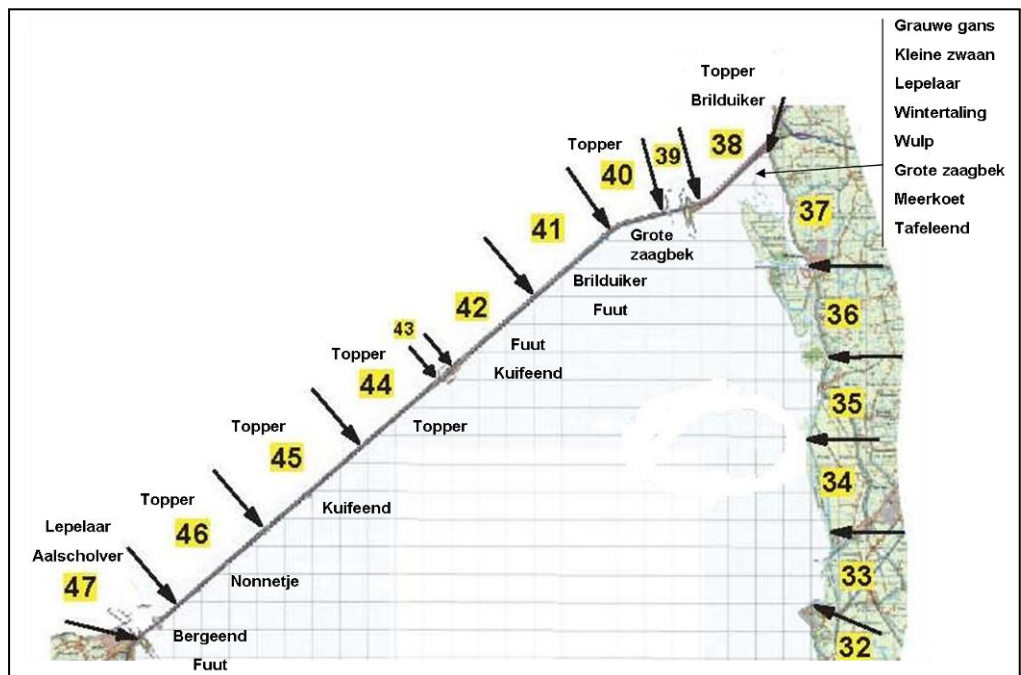 Grauwe gans
Kleine zwaan
Lepelaar
Wintertaling
Wulp
Grote zaagbek
Meerkoet
Tafeleend
Topper
Brilduiker
38
39
Topper
40
37
41
Grote
zaagbek
Brilduiker
Fuut
36
42
43
Fuut
Kuifeend
Topper
44
35
Topper
Topper
45
34
Kuifeend
Topper
46
Lepelaar
Aalscholver
47
33
Nonnetje
Bergeend
Fuut
32